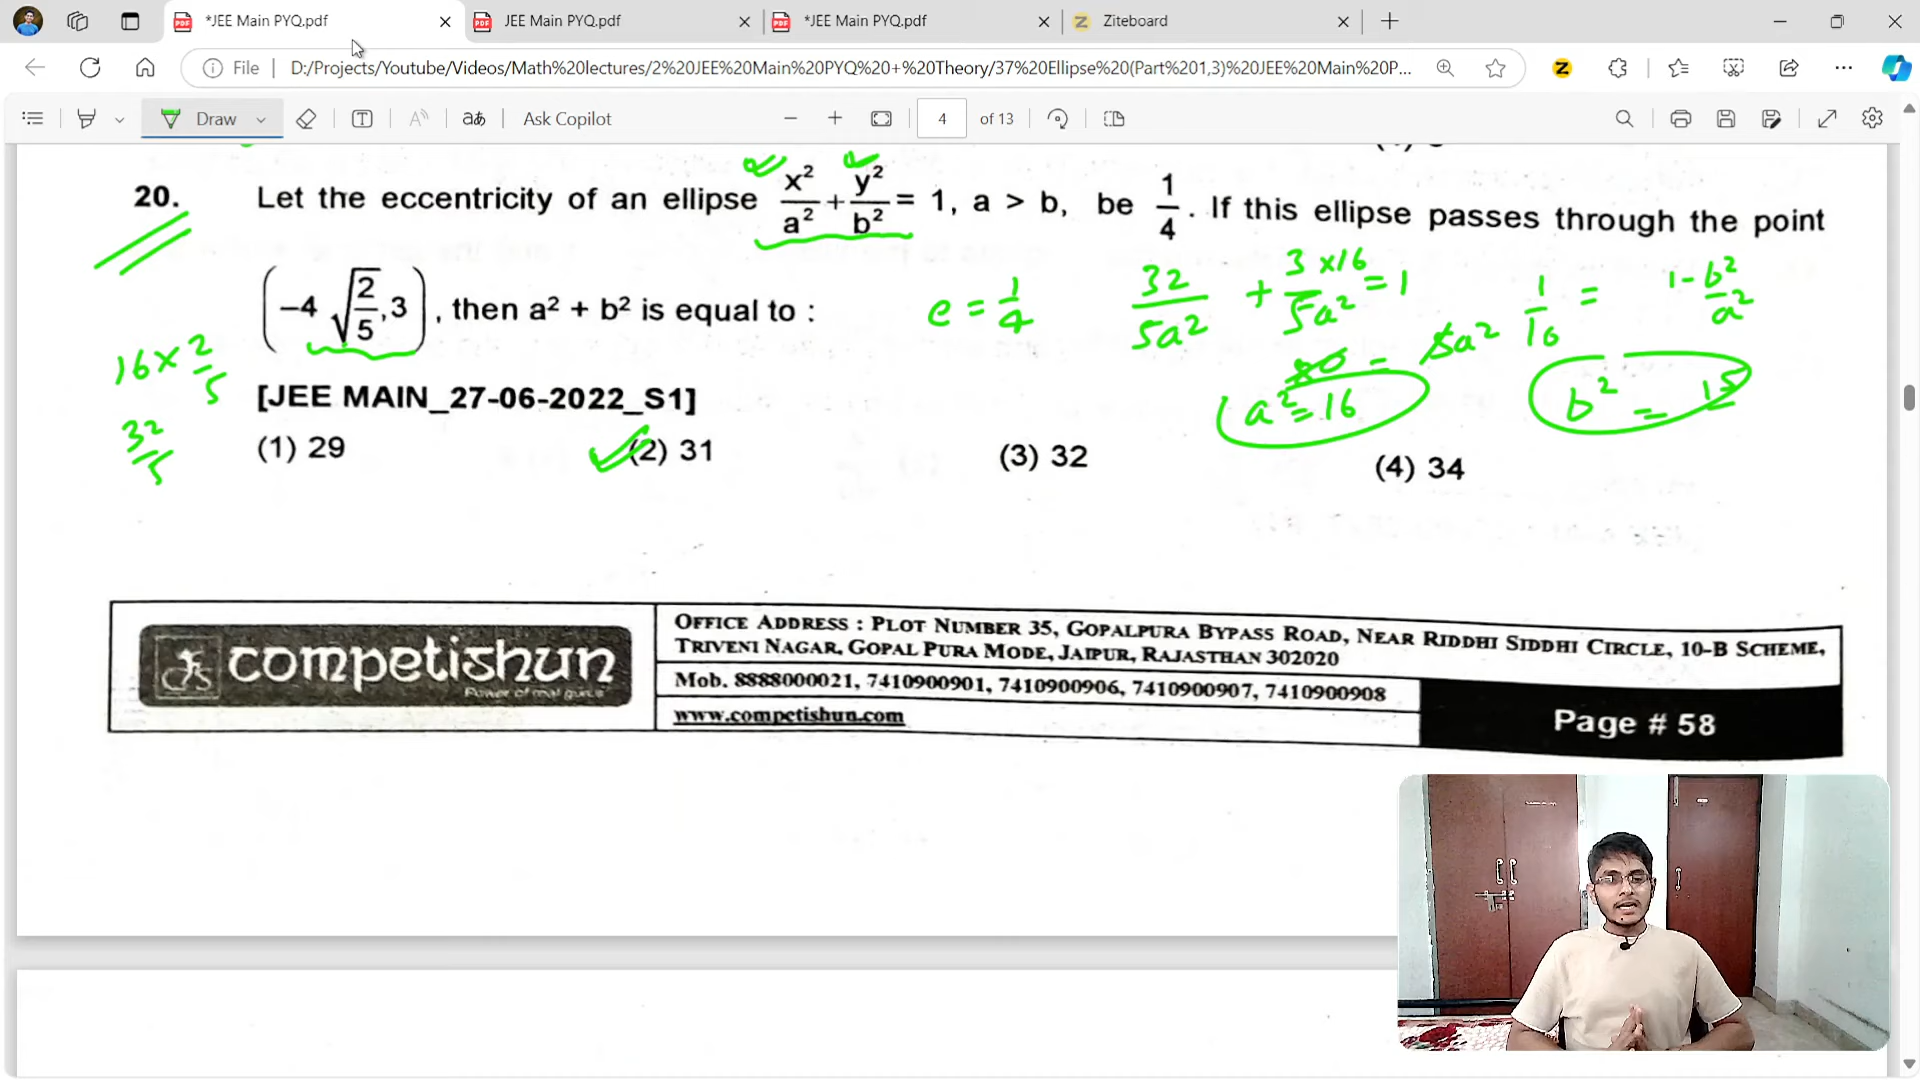 *JEE Main PYQ.pdf
JEE Main PYQ.pdf
*JEE Main PYQ.pdf
Ziteboard
File
D:/Projects/Youtube/Videos/Math%20lectures/2%20JEE%20Main%20PYQ%20+%20Theory/37%20Ellipse%20(Part%201,3)%20JEE%20Main%20P...
Draw
Ask Copilot
4 of 13
20. Let the eccentricity of an ellipse x²/a² + y²/b² = 1, a > b, be 1/4. If this ellipse passes through the point
(−4 √(2/5), 3), then a² + b² is equal to :
e = 1/4
32/5a² + 3×16/5a² = 1
1/16 = 1-b²/a²
16 × 2/5
80 = 5a²
a² = 16
b² = 15
32/5
[JEE MAIN_27-06-2022_S1]
(1) 29 (2) 31 (3) 32 (4) 34
competishun
OFFICE ADDRESS : PLOT NUMBER 35, GOPALPURA BYPASS ROAD, NEAR RIDDHI SIDDHI CIRCLE, 10-B SCHEME,
TRIVENI NAGAR, GOPAL PURA MODE, JAIPUR, RAJASTHAN 302020
Mob. 8888000021, 7410900901, 7410900906, 7410900907, 7410900908
www.competishun.com
Page # 58